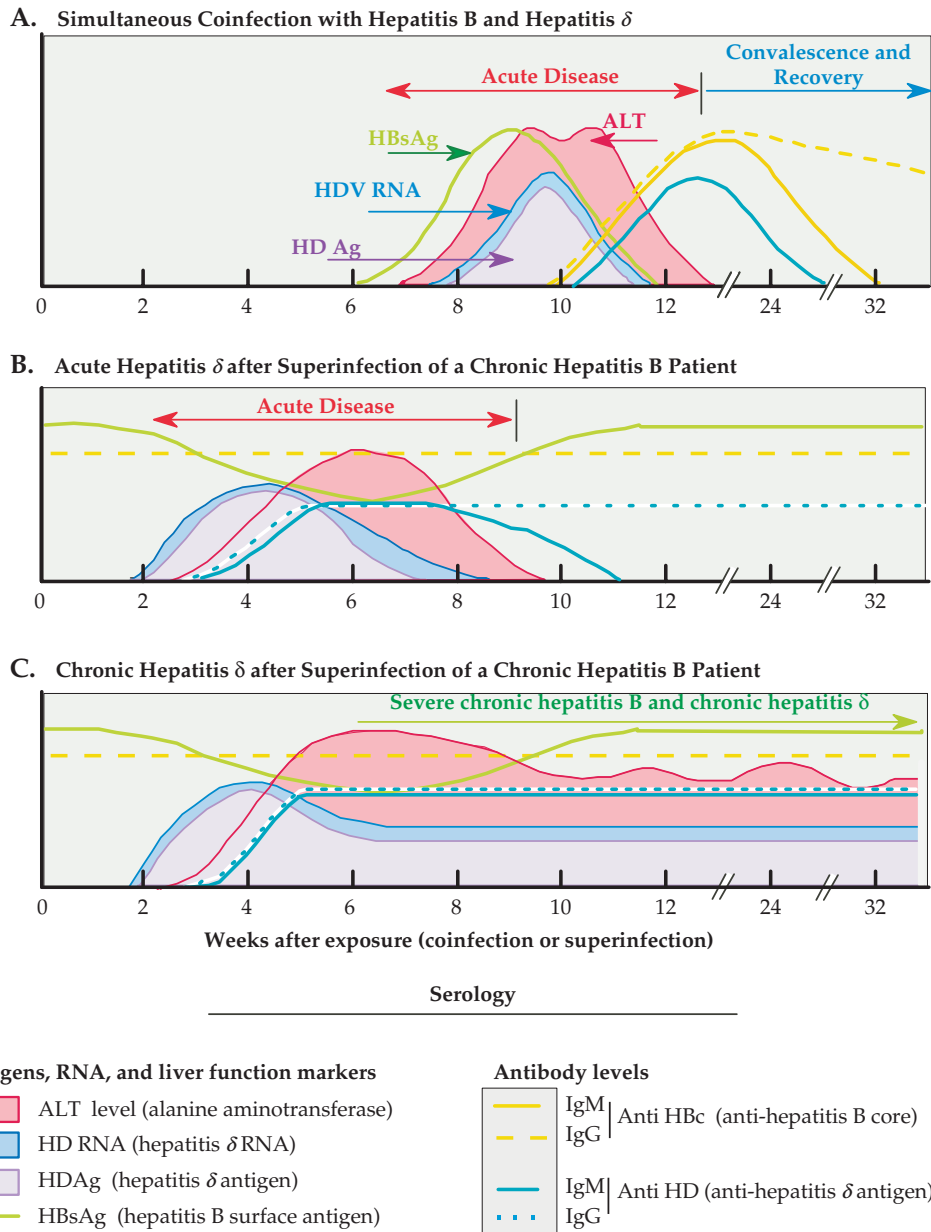 A. Simultaneous Coinfection with Hepatitis B and Hepatitis δ
Convalescence and
Recovery
Acute Disease
ALT
HBsAg
HDV RNA
HD Ag
0 2 4 6 8 10 12 24 32
B. Acute Hepatitis δ after Superinfection of a Chronic Hepatitis B Patient
Acute Disease
0 2 4 6 8 10 12 24 32
C. Chronic Hepatitis δ after Superinfection of a Chronic Hepatitis B Patient
Severe chronic hepatitis B and chronic hepatitis δ
0 2 4 6 8 10 12 24 32
Weeks after exposure (coinfection or superinfection)
Serology
gens, RNA, and liver function markers
ALT level (alanine aminotransferase)
HD RNA (hepatitis δ RNA)
HDAg (hepatitis δ antigen)
HBsAg (hepatitis B surface antigen)
Antibody levels
IgM
IgG
Anti HBc (anti-hepatitis B core)
IgM
IgG
Anti HD (anti-hepatitis δ antigen)